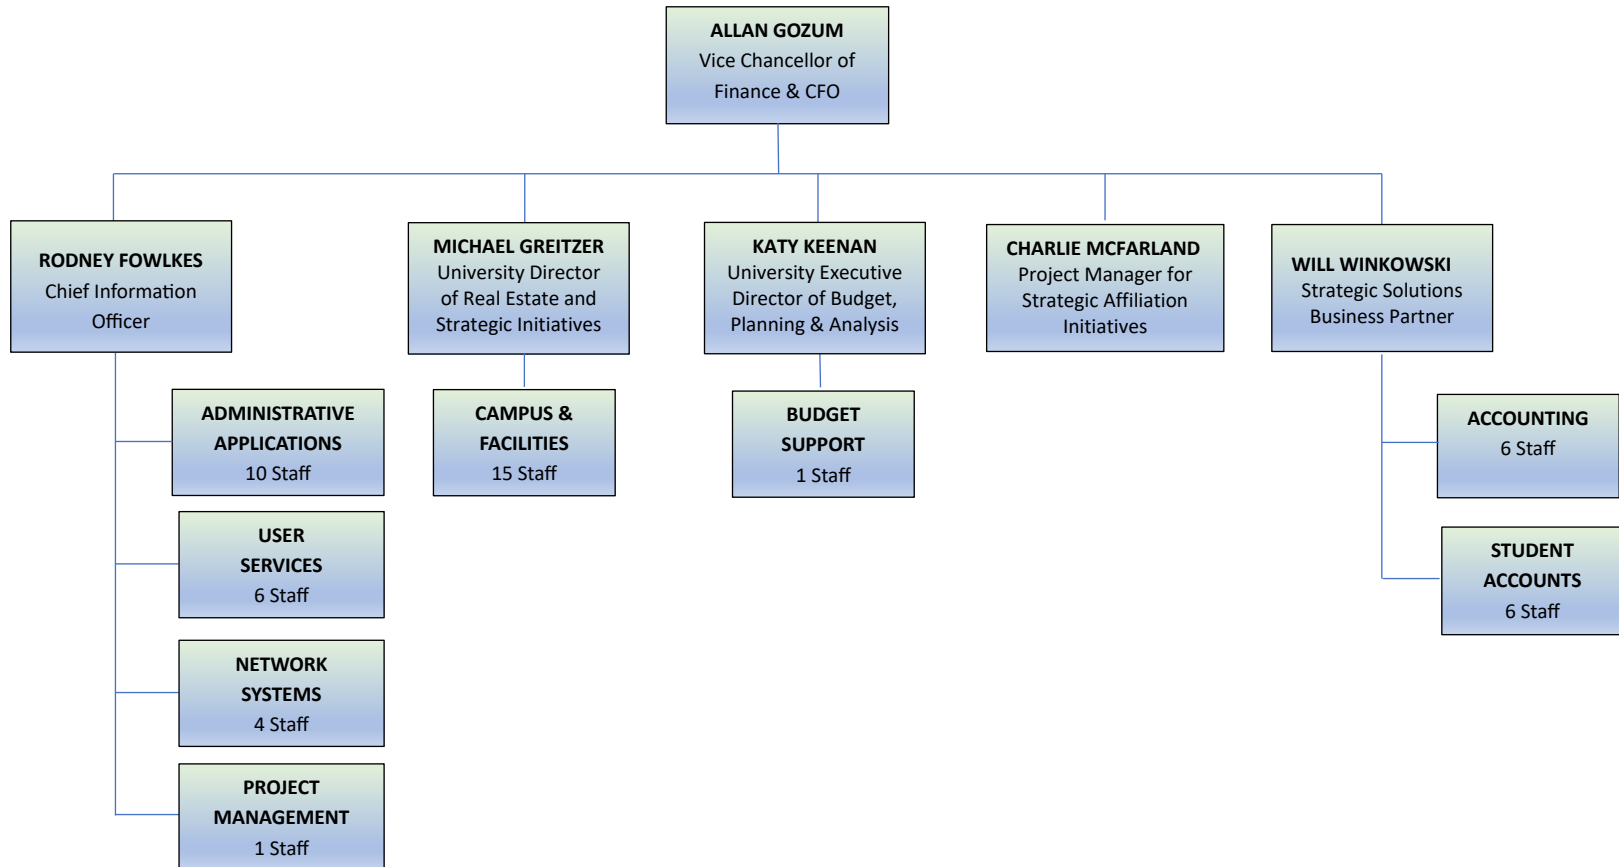 ALLAN GOZUM
Vice Chancellor of
Finance & CFO
RODNEY FOWLKES
Chief Information
Officer
MICHAEL GREITZER
University Director
of Real Estate and
Strategic Initiatives
KATY KEENAN
University Executive
Director of Budget,
Planning & Analysis
CHARLIE MCFARLAND
Project Manager for
Strategic Affiliation
Initiatives
WILL WINKOWSKI
Strategic Solutions
Business Partner
ADMINISTRATIVE
APPLICATIONS
10 Staff
CAMPUS &
FACILITIES
15 Staff
BUDGET
SUPPORT
1 Staff
ACCOUNTING
6 Staff
USER
SERVICES
6 Staff
STUDENT
ACCOUNTS
6 Staff
NETWORK
SYSTEMS
4 Staff
PROJECT
MANAGEMENT
1 Staff